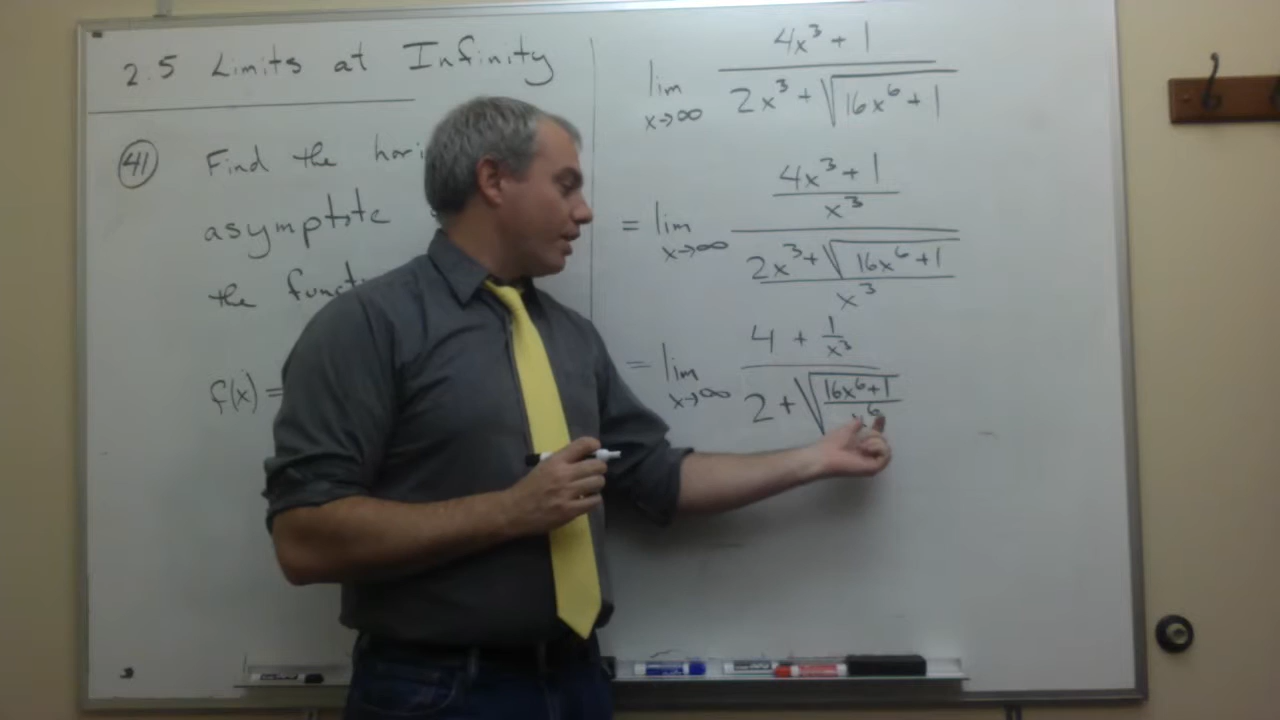 2.5 Limits at Infinity
41 Find the hori
asymptote
the funct
f(x) =
lim x→∞ (4x³ + 1) / (2x³ + √(16x⁶ + 1))
= lim x→∞ ((4x³ + 1) / x³) / ((2x³ + √(16x⁶ + 1)) / x³)
= lim x→∞ (4 + 1/x³) / (2 + √((16x⁶ + 1) / x⁶))